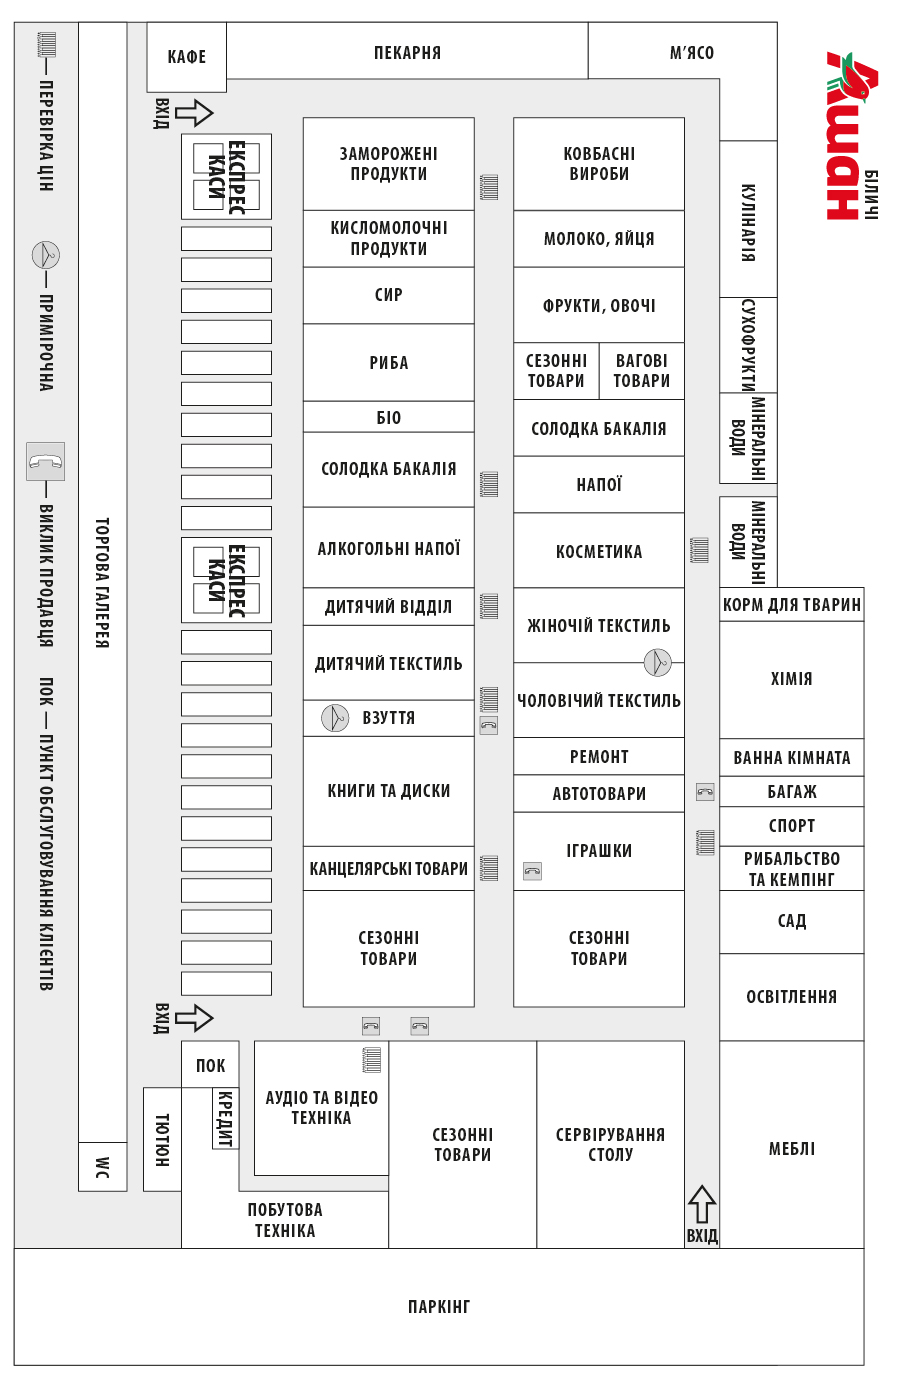 КАФЕ
ПЕКАРНЯ
М'ЯСО
Ашан
БІЛИЧІ
ПЕРЕВІРКА ЦІН
ПРИМІРОЧНА
ВИКЛИК ПРОДАВЦЯ
ПОК — ПУНКТ ОБСЛУГОВУВАННЯ КЛІЄНТІВ
ТОРГОВА ГАЛЕРЕЯ
WC
ВХІД
ЕКСПРЕС
КАСИ
ЕКСПРЕС
КАСИ
ВХІД
ЗАМОРОЖЕНІ
ПРОДУКТИ
КИСЛОМОЛОЧНІ
ПРОДУКТИ
СИР
РИБА
БІО
СОЛОДКА БАКАЛІЯ
АЛКОГОЛЬНІ НАПОЇ
ДИТЯЧИЙ ВІДДІЛ
ДИТЯЧИЙ ТЕКСТИЛЬ
ВЗУТТЯ
КНИГИ ТА ДИСКИ
КАНЦЕЛЯРСЬКІ ТОВАРИ
СЕЗОННІ
ТОВАРИ
КОВБАСНІ
ВИРОБИ
МОЛОКО, ЯЙЦЯ
ФРУКТИ, ОВОЧІ
СЕЗОННІ
ТОВАРИ
ВАГОВІ
ТОВАРИ
СОЛОДКА БАКАЛІЯ
НАПОЇ
КОСМЕТИКА
ЖІНОЧІЙ ТЕКСТИЛЬ
ЧОЛОВІЧИЙ ТЕКСТИЛЬ
РЕМОНТ
АВТОТОВАРИ
ІГРАШКИ
СЕЗОННІ
ТОВАРИ
КУЛІНАРІЯ
СУХОФРУКТИ
МІНЕРАЛЬНІ
ВОДИ
МІНЕРАЛЬНІ
ВОДИ
КОРМ ДЛЯ ТВАРИН
ХІМІЯ
ВАННА КІМНАТА
БАГАЖ
СПОРТ
РИБАЛЬСТВО
ТА КЕМПІНГ
САД
ОСВІТЛЕННЯ
МЕБЛІ
ПОК
КРЕДИТ
ТЮТЮН
АУДІО ТА ВІДЕО
ТЕХНІКА
ПОБУТОВА
ТЕХНІКА
СЕЗОННІ
ТОВАРИ
СЕРВІРУВАННЯ
СТОЛУ
ВХІД
ПАРКІНГ